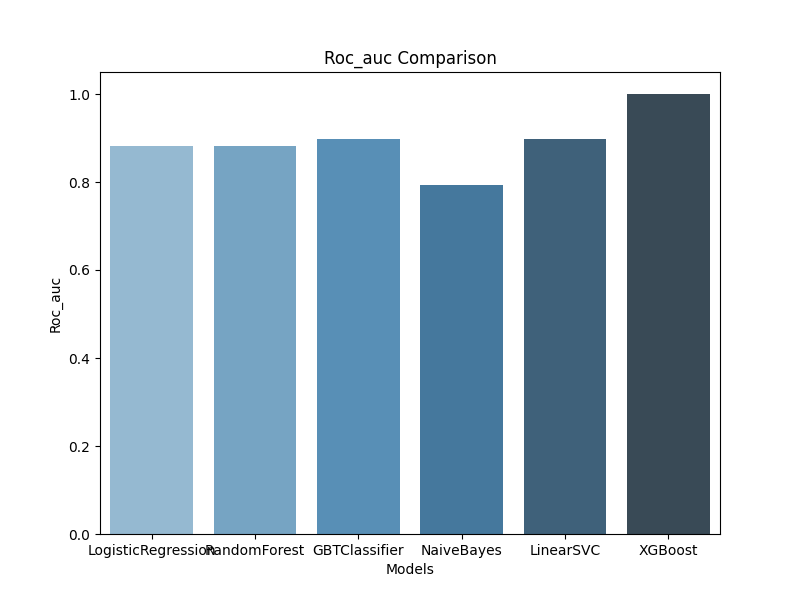 Roc_auc Comparison
1.0
0.8
0.6
0.4
0.2
0.0
Roc_auc
LogisticRegression RandomForest GBTClassifier NaiveBayes LinearSVC XGBoost
Models